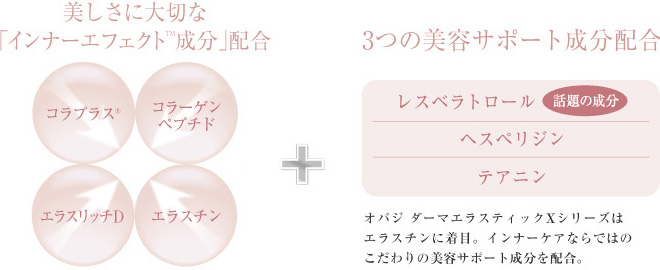 美しさに大切な
「インナーエフェクト™成分」配合
コラプラス®
コラーゲン
ペプチド
エラスリッチD
エラスチン
+
3つの美容サポート成分配合
レスベラトロール 話題の成分
ヘスペリジン
テアニン
オバジ ダーマエラスティックXシリーズは
エラスチンに着目。インナーケアならではの
こだわりの美容サポート成分を配合。